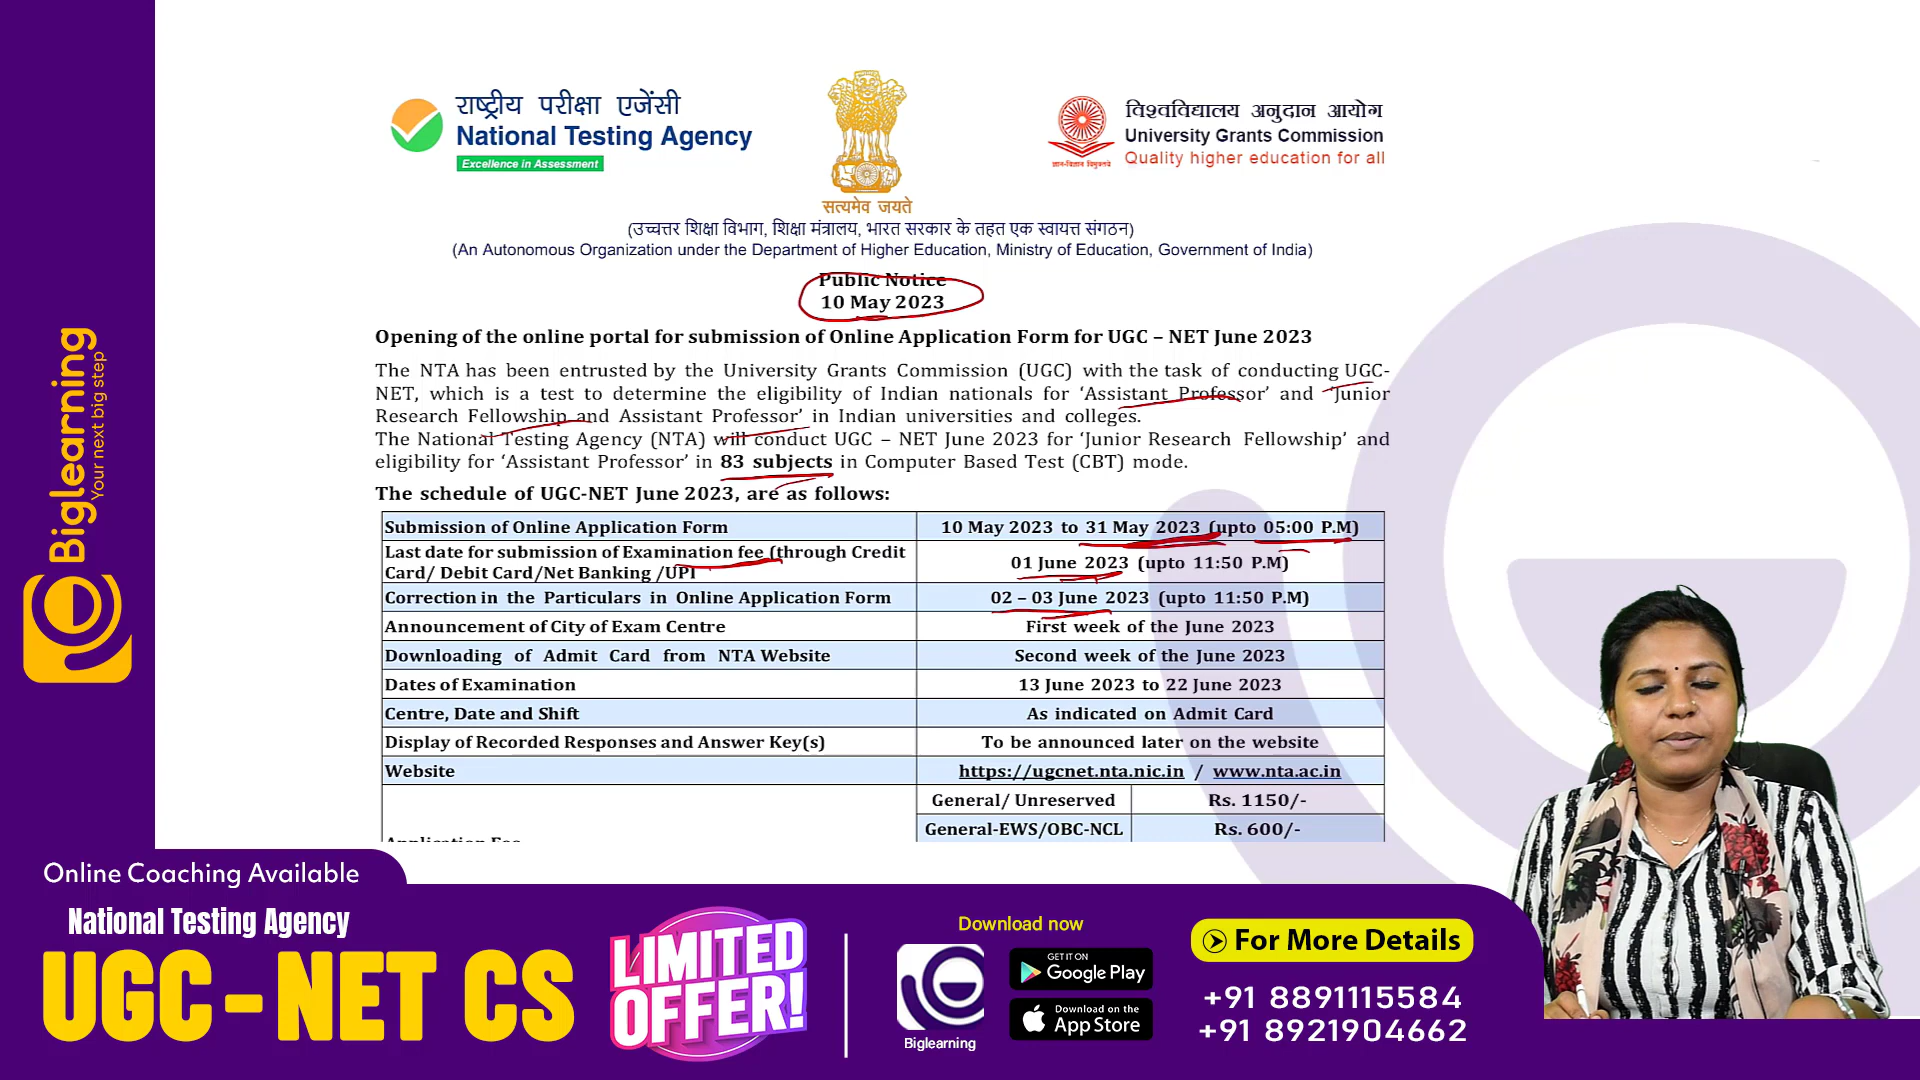 राष्ट्रीय परीक्षा एजेंसी
National Testing Agency
Excellence in Assessment
सत्यमेव जयते
विश्वविद्यालय अनुदान आयोग
University Grants Commission
Quality higher education for all
ज्ञान-विज्ञान विमुक्तये
(उच्चत्तर शिक्षा विभाग, शिक्षा मंत्रालय, भारत सरकार के तहत एक स्वायत्त संगठन)
(An Autonomous Organization under the Department of Higher Education, Ministry of Education, Government of India)
Public Notice
10 May 2023
Opening of the online portal for submission of Online Application Form for UGC – NET June 2023
The NTA has been entrusted by the University Grants Commission (UGC) with the task of conducting UGC-
NET, which is a test to determine the eligibility of Indian nationals for ‘Assistant Professor’ and ‘Junior
Research Fellowship and Assistant Professor’ in Indian universities and colleges.
The National Testing Agency (NTA) will conduct UGC – NET June 2023 for ‘Junior Research Fellowship’ and
eligibility for ‘Assistant Professor’ in 83 subjects in Computer Based Test (CBT) mode.
The schedule of UGC-NET June 2023, are as follows:
Submission of Online Application Form 10 May 2023 to 31 May 2023 (upto 05:00 P.M)
Last date for submission of Examination fee (through Credit
Card/ Debit Card/Net Banking /UPI 01 June 2023 (upto 11:50 P.M)
Correction in the Particulars in Online Application Form 02 – 03 June 2023 (upto 11:50 P.M)
Announcement of City of Exam Centre First week of the June 2023
Downloading of Admit Card from NTA Website Second week of the June 2023
Dates of Examination 13 June 2023 to 22 June 2023
Centre, Date and Shift As indicated on Admit Card
Display of Recorded Responses and Answer Key(s) To be announced later on the website
Website https://ugcnet.nta.nic.in / www.nta.ac.in
General/ Unreserved Rs. 1150/-
General-EWS/OBC-NCL Rs. 600/-
Application Fee
Biglearning
Your next big step
Online Coaching Available
National Testing Agency
UGC-NET CS
LIMITED
OFFER!
Download now
Biglearning
GET IT ON
Google Play
Download on the
App Store
For More Details
+91 8891115584
+91 8921904662